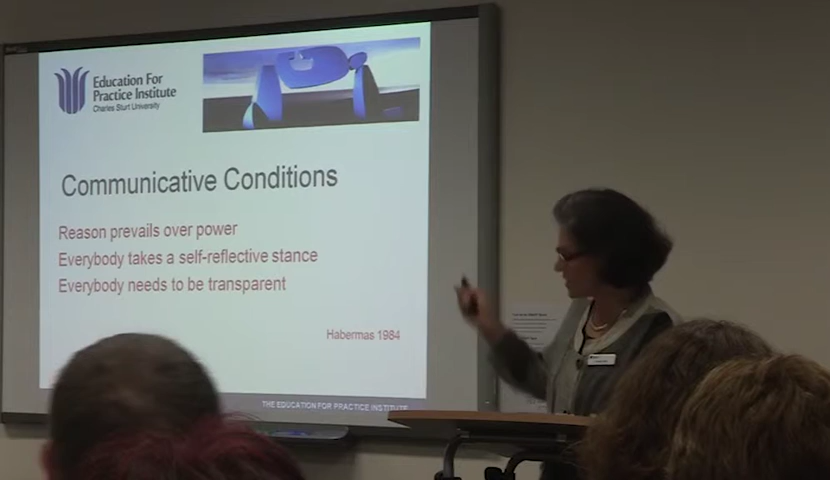 Education For
Practice Institute
Charles Sturt University
Communicative Conditions
Reason prevails over power
Everybody takes a self-reflective stance
Everybody needs to be transparent
Habermas 1984
THE EDUCATION FOR PRACTICE INSTITUTE